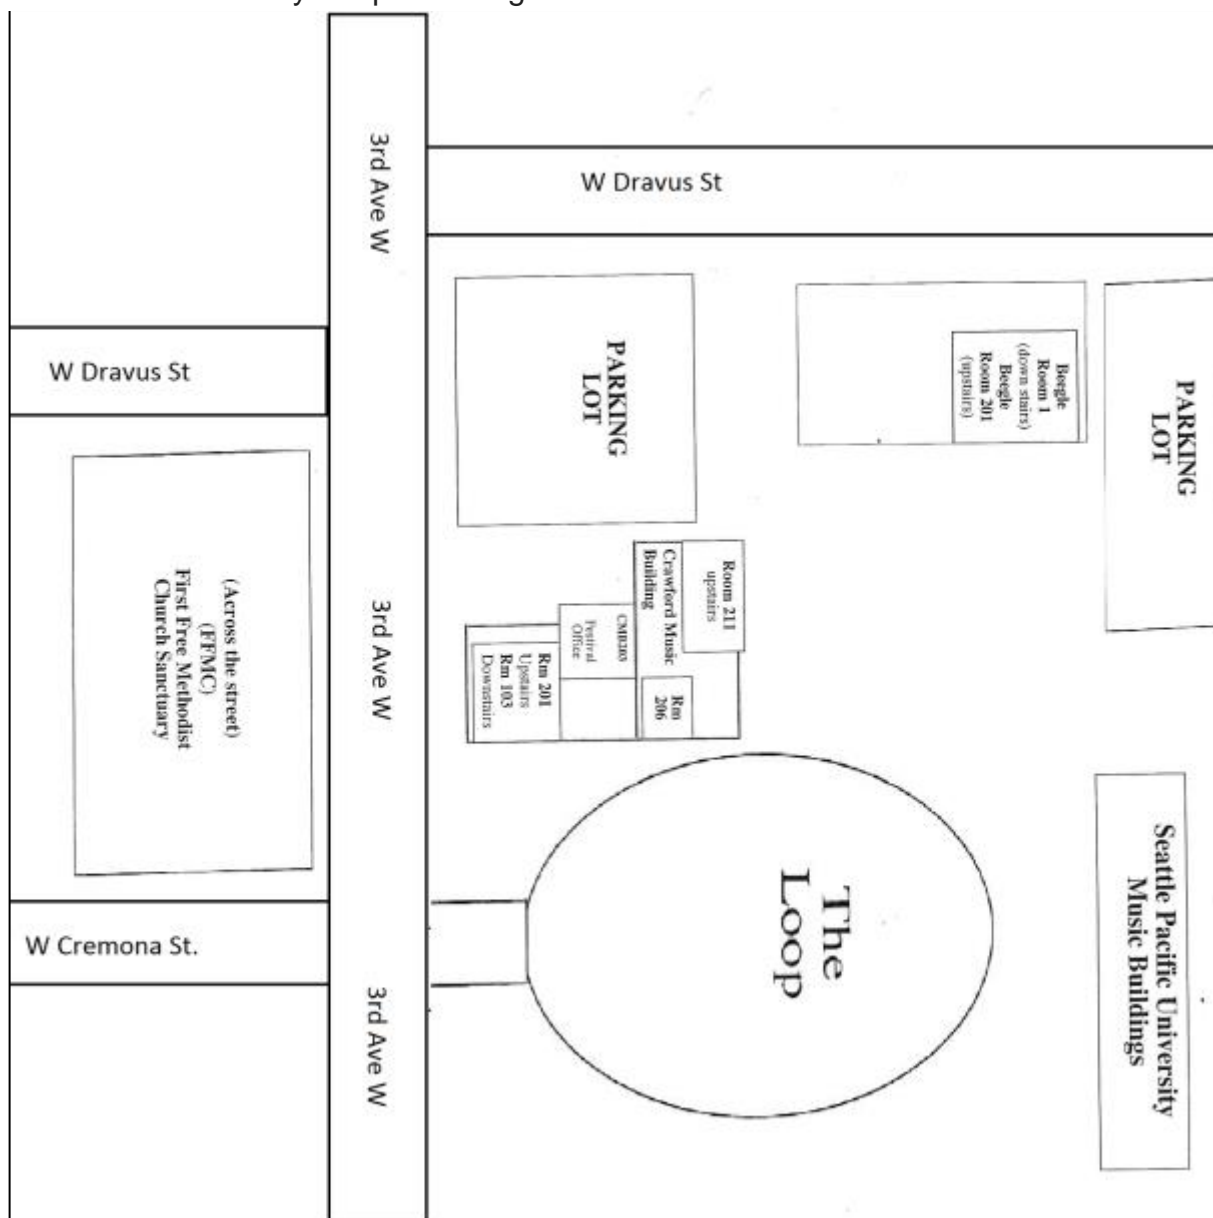 3rd Ave W
W Dravus St
W Dravus St
PARKING
LOT
Beegle
Room 1
(down stairs)
Beegle
Room 201
(upstairs)
PARKING
LOT
(Across the street)
(FFMC)
First Free Methodist
Church Sanctuary
3rd Ave W
Room 211
upstairs
Crawford Music
Building
CMB203
Festival
Office
Rm
206
Rm 201
Upstairs
Rm 103
Downstairs
The
Loop
Seattle Pacific University
Music Buildings
W Cremona St.
3rd Ave W